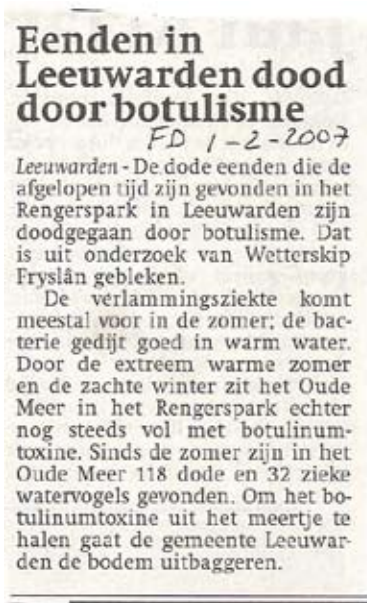 Eenden in
Leeuwarden dood
door botulisme
FD 1-2-2007
Leeuwarden - De dode eenden die de
afgelopen tijd zijn gevonden in het
Rengerspark in Leeuwarden zijn
doodgegaan door botulisme. Dat
is uit onderzoek van Wetterskip
Fryslân gebleken.
De verlammingsziekte komt
meestal voor in de zomer; de bac-
terie gedijt goed in warm water.
Door de extreem warme zomer
en de zachte winter zit het Oude
Meer in het Rengerspark echter
nog steeds vol met botulinum-
toxine. Sinds de zomer zijn in het
Oude Meer 118 dode en 32 zieke
watervogels gevonden. Om het bo-
tulinumtoxine uit het meertje te
halen gaat de gemeente Leeuwar-
den de bodem uitbaggeren.